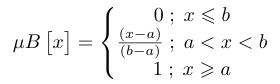 μB[x] = { 0 ; x ⩽ b
(x−a)/(b−a) ; a < x < b
1 ; x ⩾ a